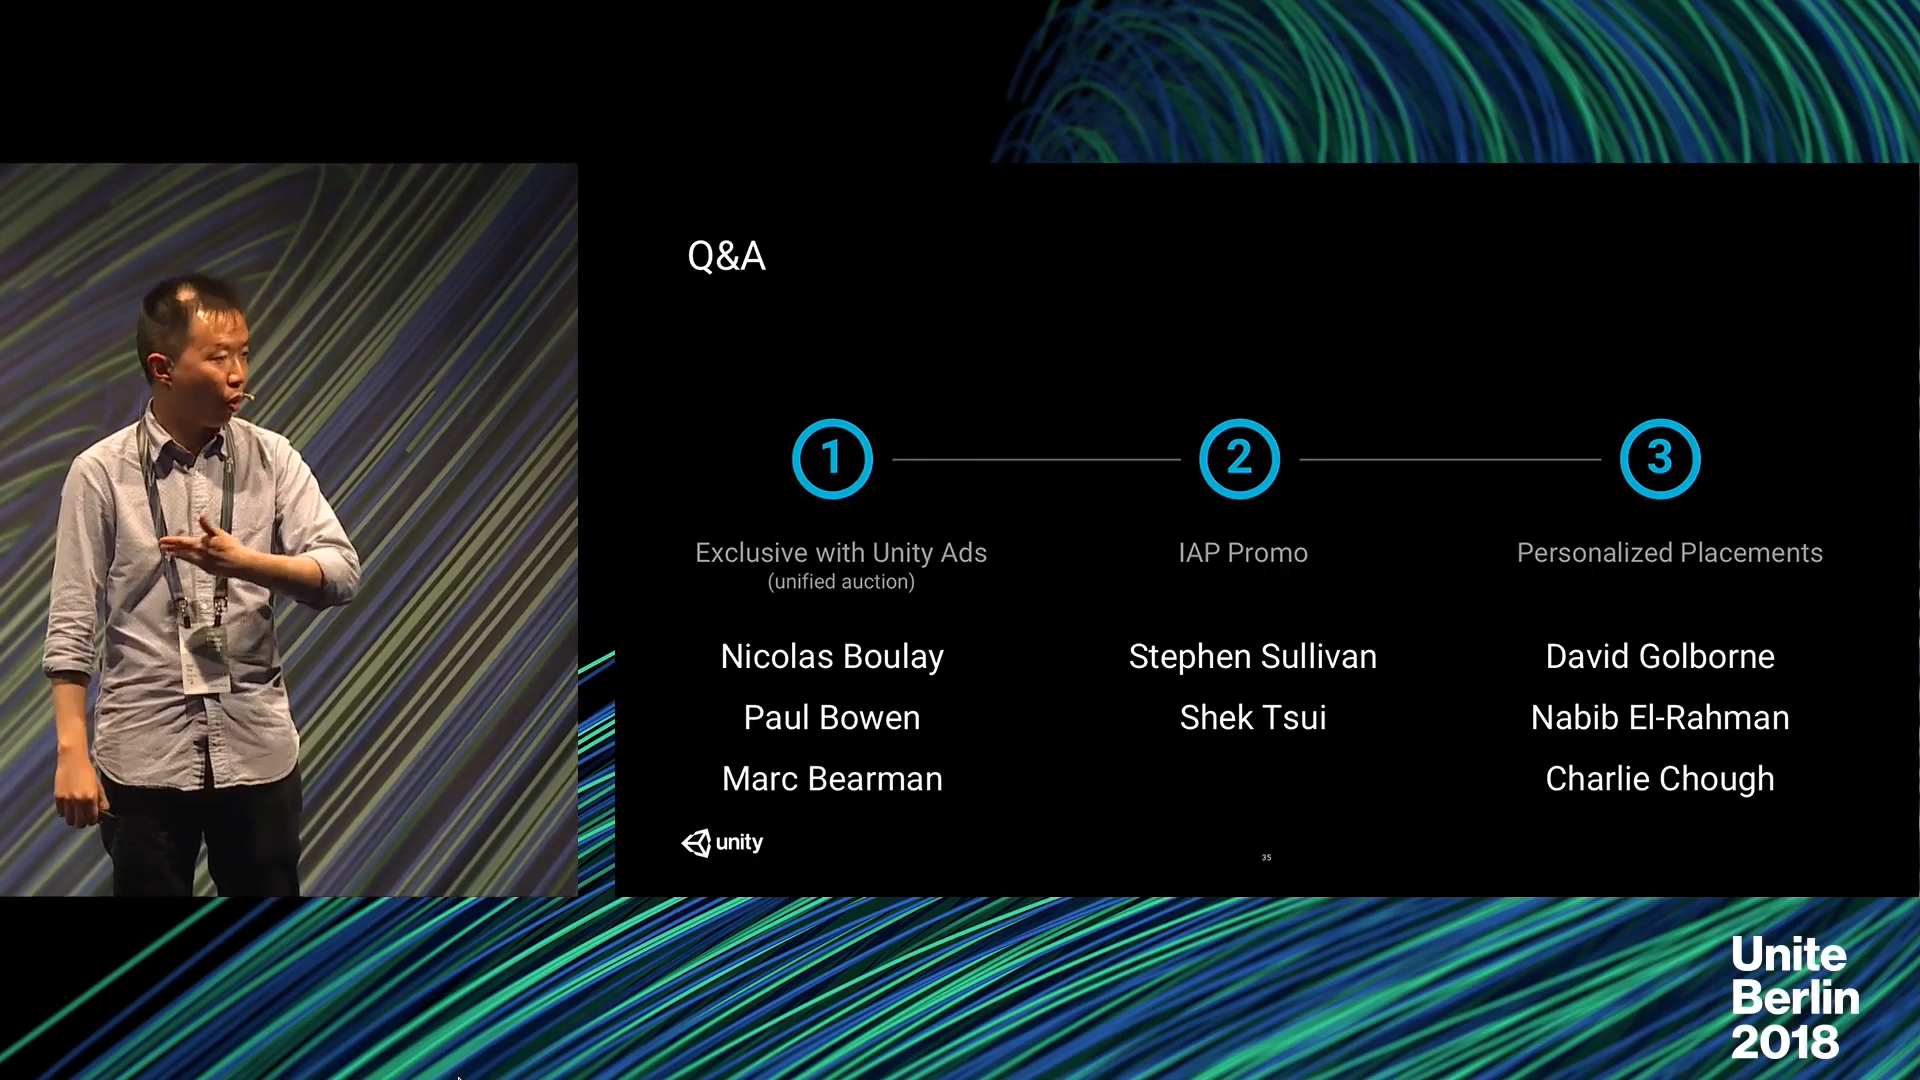 Q&A
1
2
3
Exclusive with Unity Ads
(unified auction)
IAP Promo
Personalized Placements
Nicolas Boulay
Stephen Sullivan
David Golborne
Paul Bowen
Shek Tsui
Nabib El-Rahman
Marc Bearman
Charlie Chough
unity
35
Unite
Berlin
2018